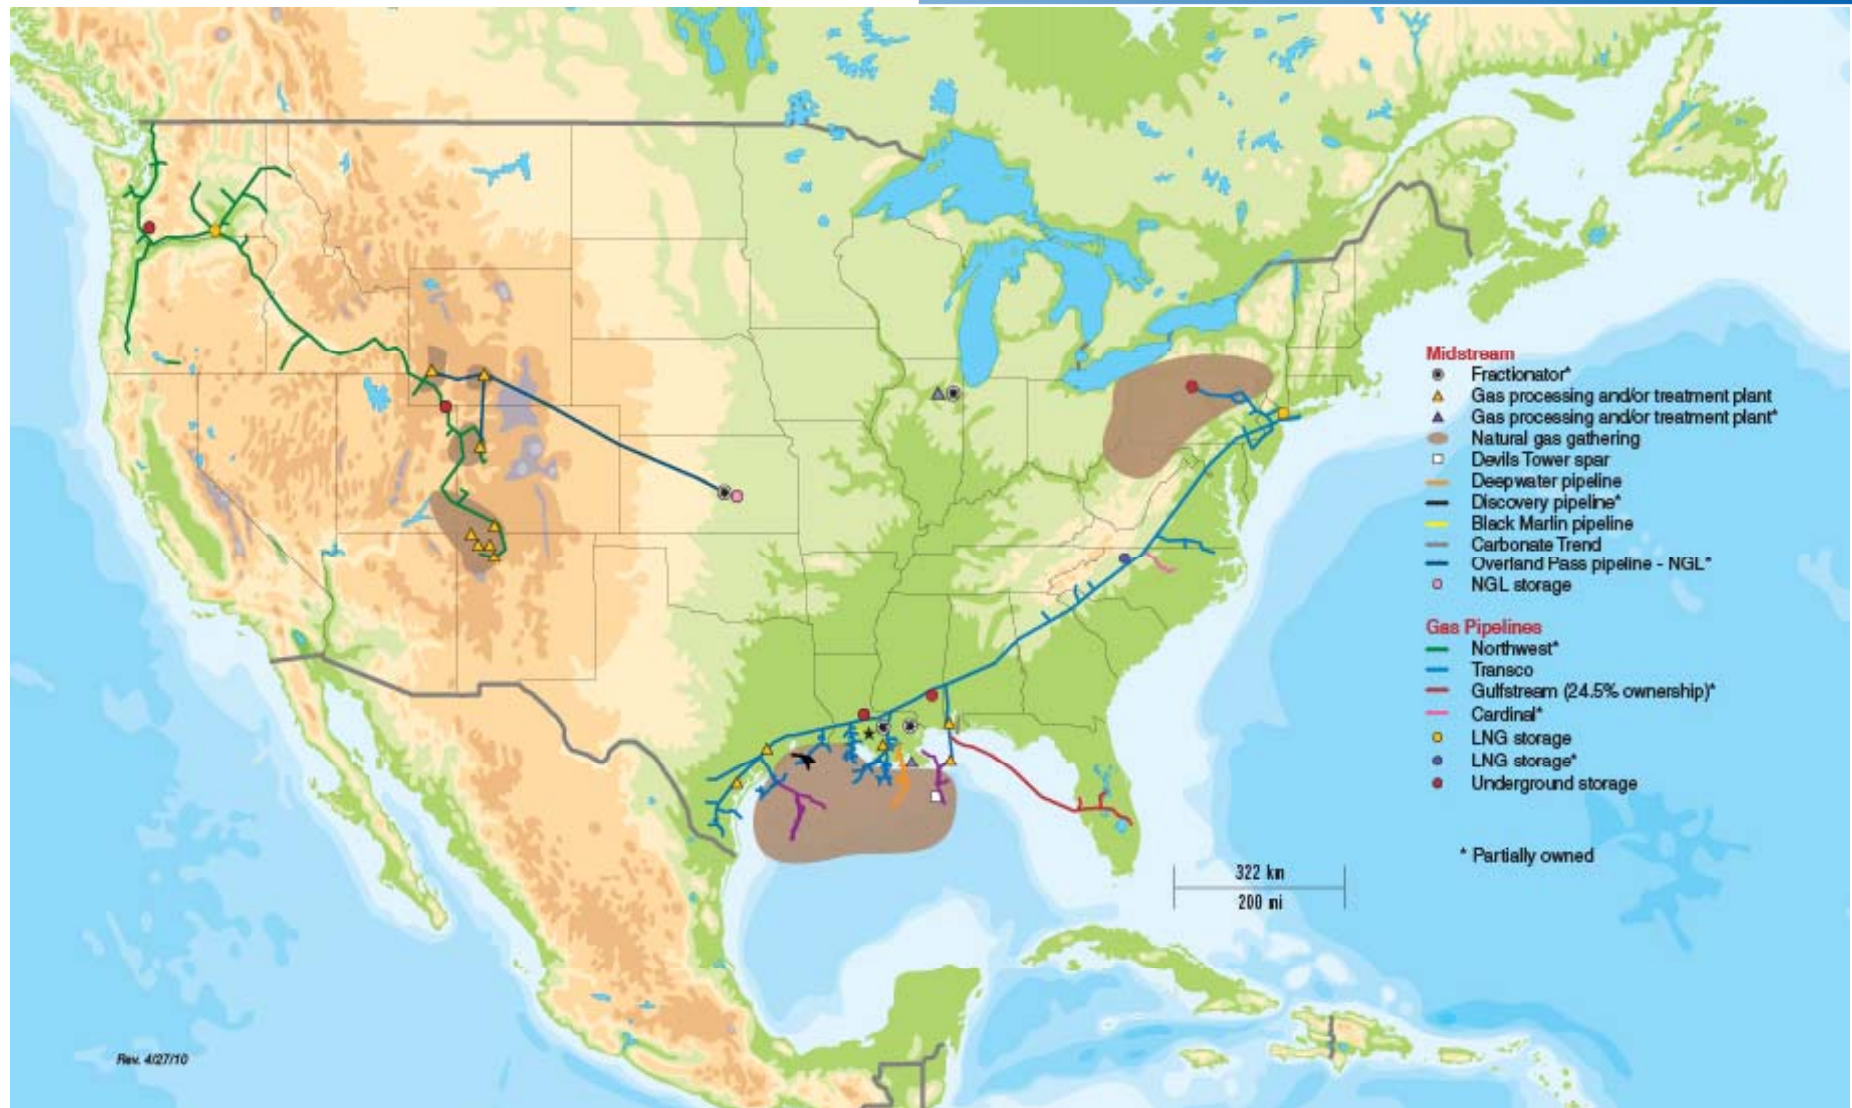 Midstream
Fractionator*
Gas processing and/or treatment plant
Gas processing and/or treatment plant*
Natural gas gathering
Devils Tower spar
Deepwater pipeline
Discovery pipeline*
Black Marlin pipeline
Carbonate Trend
Overland Pass pipeline - NGL*
NGL storage
Gas Pipelines
Northwest*
Transco
Gulfstream (24.5% ownership)*
Cardinal*
LNG storage
LNG storage*
Underground storage
* Partially owned
322 km
200 mi
Rev. 4/27/10